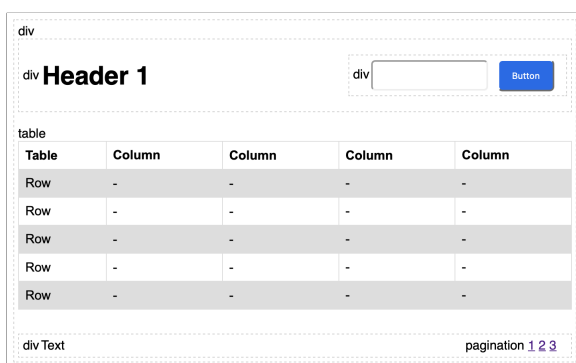 div
div Header 1 div Button
table
Table Column Column Column Column
Row - - - -
Row - - - -
Row - - - -
Row - - - -
Row - - - -
div Text pagination 1 2 3